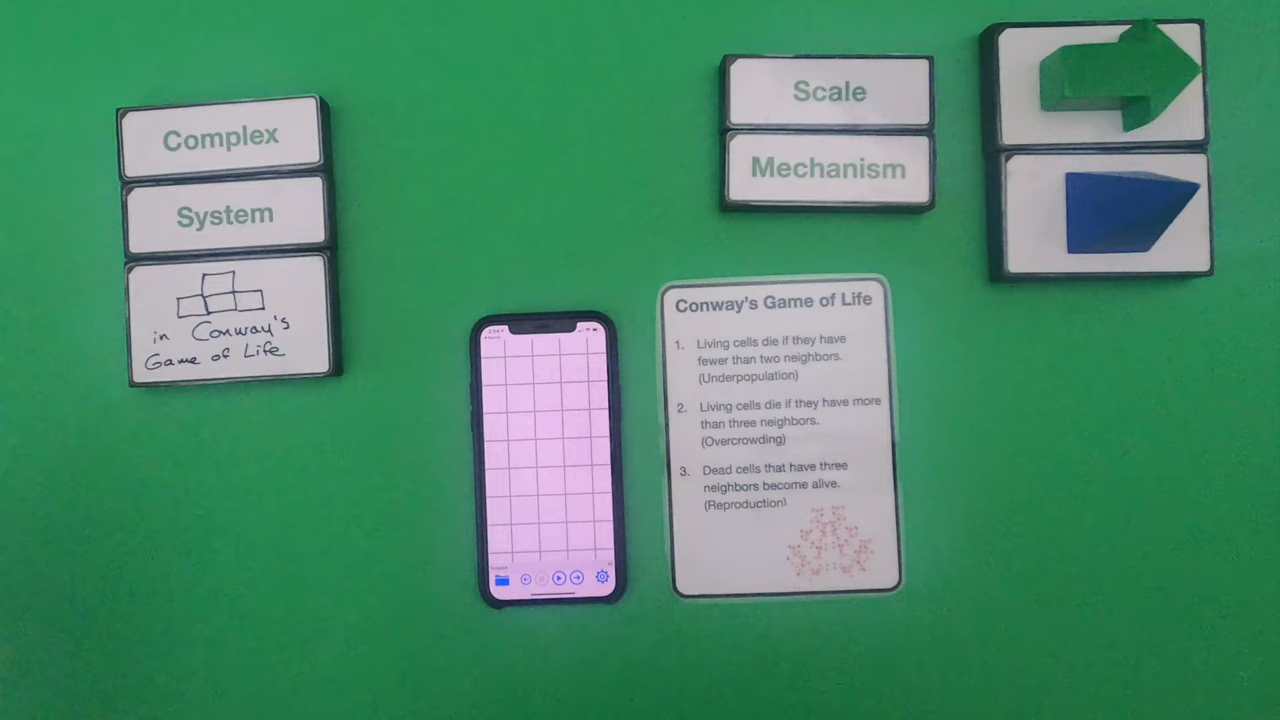 Complex
System
in Conway's
Game of Life
Scale
Mechanism
Conway's Game of Life
1. Living cells die if they have
fewer than two neighbors.
(Underpopulation)
2. Living cells die if they have more
than three neighbors.
(Overcrowding)
3. Dead cells that have three
neighbors become alive.
(Reproduction)